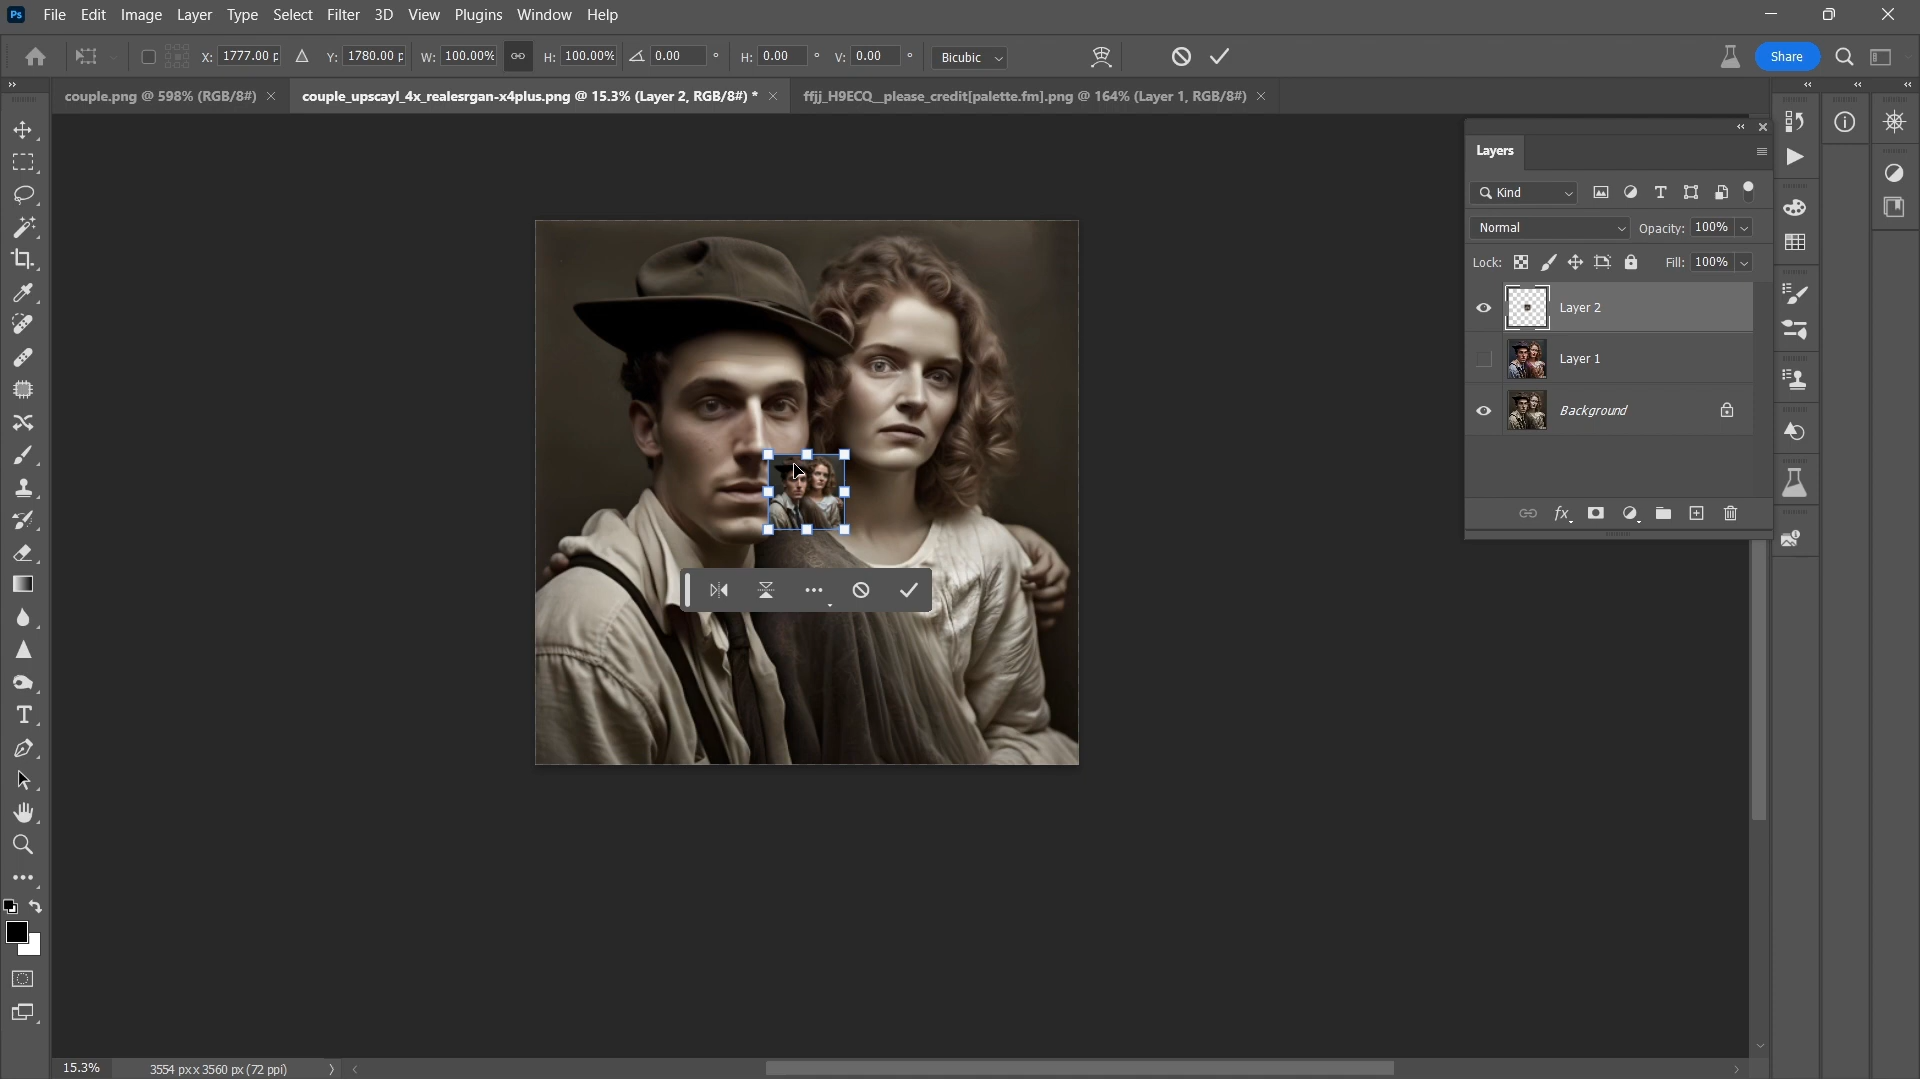 Ps File Edit Image Layer Type Select Filter 3D View Plugins Window Help
X: 1777.00 p Y: 1780.00 p W: 100.00% H: 100.00% 0.00 ° H: 0.00 ° V: 0.00 ° Bicubic Share
couple.png @ 598% (RGB/8#) × couple_upscayl_4x_realesrgan-x4plus.png @ 15.3% (Layer 2, RGB/8#) * × ffjj_H9ECQ__please_credit[palette.fm].png @ 164% (Layer 1, RGB/8#) ×
Layers
Kind
Normal Opacity: 100%
Lock: Fill: 100%
Layer 2
Layer 1
Background
fx
15.3% 3554 px x 3560 px (72 ppi)